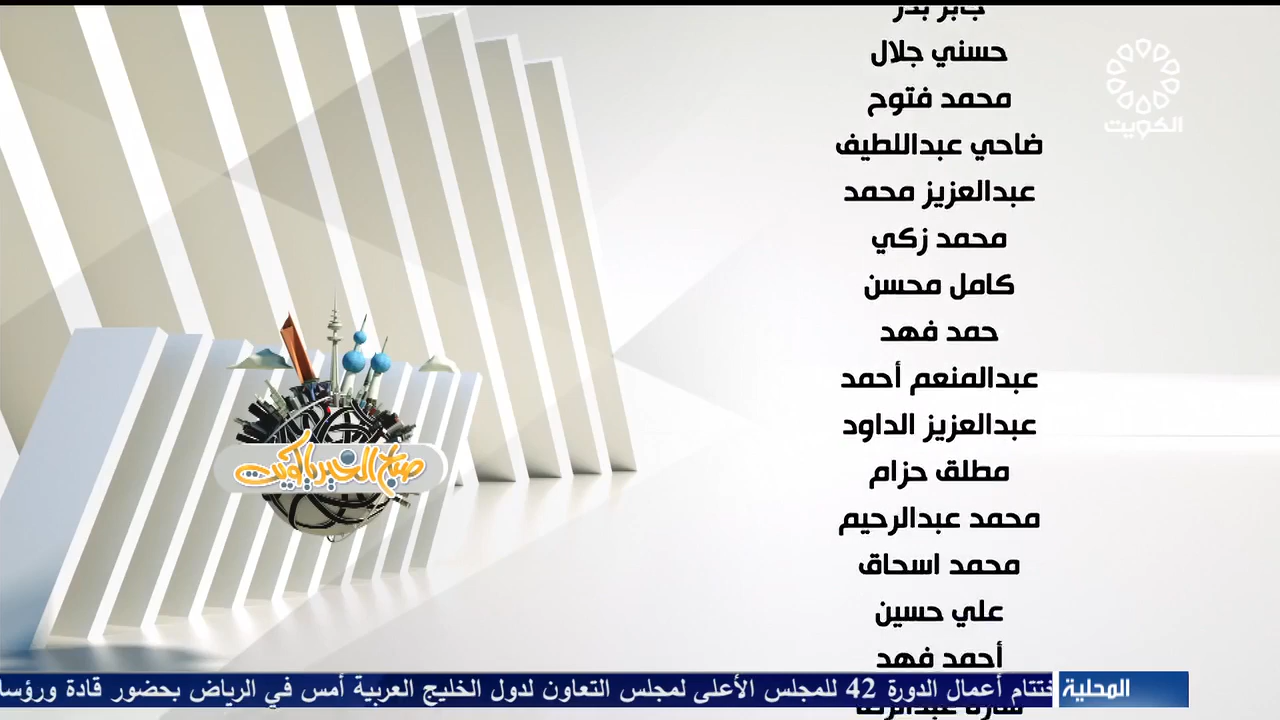 جابر بدر
حسني جلال
الكويت
محمد فتوح
ضاحي عبداللطيف
عبدالعزيز محمد
محمد زكي
كامل محسن
حمد فهد
عبدالمنعم أحمد
عبدالعزيز الداود
صباح الخير يا كويت
مطلق حزام
محمد عبدالرحيم
محمد اسحاق
علي حسين
أحمد فهد
المحلية
ختتام أعمال الدورة 42 للمجلس الأعلى لمجلس التعاون لدول الخليج العربية أمس في الرياض بحضور قادة ورؤسا